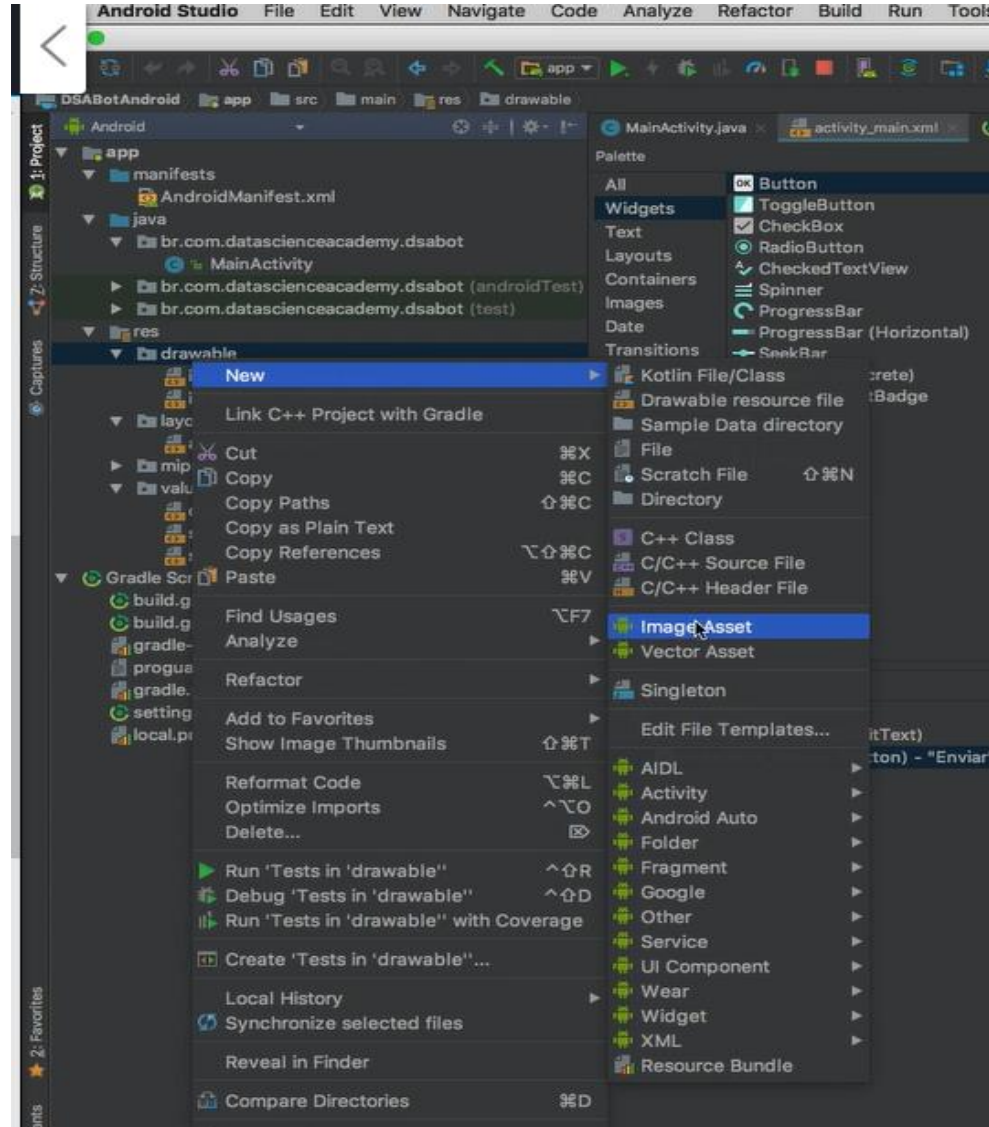 Android Studio File Edit View Navigate Code Analyze Refactor Build Run Tools
app
DSABotAndroid app src main res drawable
1: Project
Z: Structure
Captures
2: Favorites
Android
app
manifests
AndroidManifest.xml
java
br.com.datascienceacademy.dsabot
MainActivity
br.com.datascienceacademy.dsabot (androidTest)
br.com.datascienceacademy.dsabot (test)
res
drawable
Gradle Scr
build.g
build.g
gradle-
progua
gradle.
setting
local.pr
MainActivity.java activity_main.xml
Palette
All
Widgets
Text
Layouts
Containers
Images
Date
Transitions
OK Button
ToggleButton
CheckBox
RadioButton
CheckedTextView
Spinner
ProgressBar
ProgressBar (Horizontal)
SeekBar
crete)
tBadge
itText)
ton) - "Enviar"
New
Link C++ Project with Gradle
Cut ⌘X
Copy ⌘C
Copy Paths ⇧⌘C
Copy as Plain Text
Copy References ⌥⇧⌘C
Paste ⌘V
Find Usages ⌥F7
Analyze
Refactor
Add to Favorites
Show Image Thumbnails ⇧⌘T
Reformat Code ⌥⌘L
Optimize Imports ^⌥O
Delete... ⌦
Run 'Tests in 'drawable'' ^⇧R
Debug 'Tests in 'drawable'' ^⇧D
Run 'Tests in 'drawable'' with Coverage
Create 'Tests in 'drawable''...
Local History
Synchronize selected files
Reveal in Finder
Compare Directories ⌘D
Kotlin File/Class
Drawable resource file
Sample Data directory
File
Scratch File ⇧⌘N
Directory
C++ Class
C/C++ Source File
C/C++ Header File
Image Asset
Vector Asset
Singleton
Edit File Templates...
AIDL
Activity
Android Auto
Folder
Fragment
Google
Other
Service
UI Component
Wear
Widget
XML
Resource Bundle